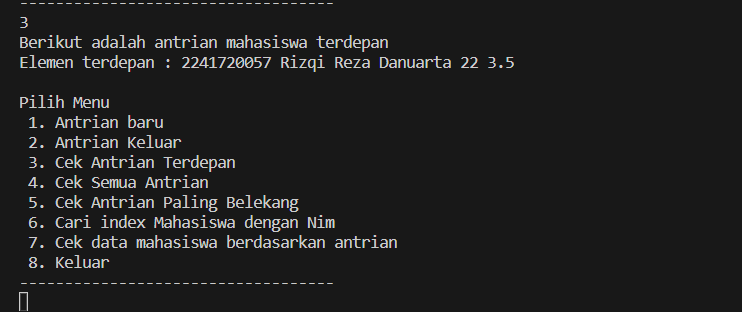 -----------------------------------
3
Berikut adalah antrian mahasiswa terdepan
Elemen terdepan : 2241720057 Rizqi Reza Danuarta 22 3.5
Pilih Menu
1. Antrian baru
2. Antrian Keluar
3. Cek Antrian Terdepan
4. Cek Semua Antrian
5. Cek Antrian Paling Belekang
6. Cari index Mahasiswa dengan Nim
7. Cek data mahasiswa berdasarkan antrian
8. Keluar
-----------------------------------